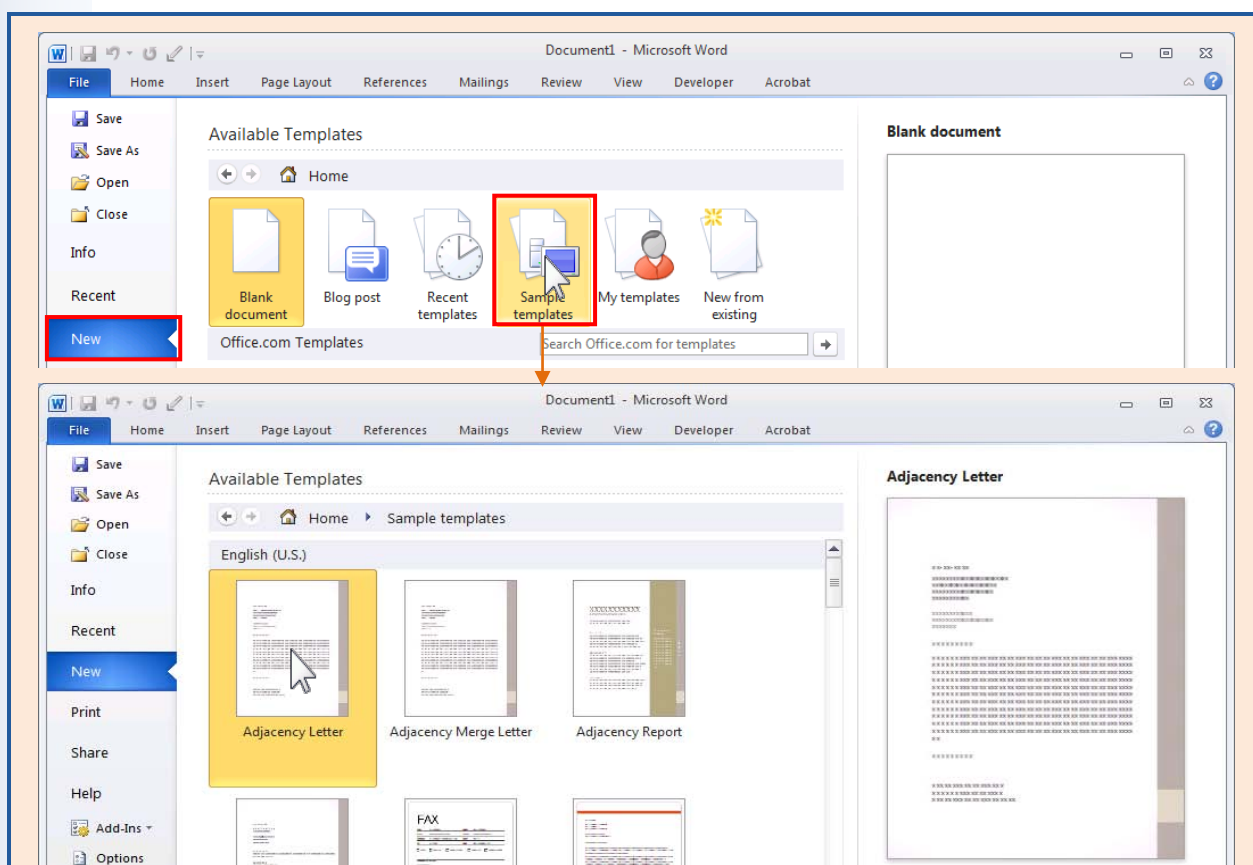 Document1 - Microsoft Word
File Home Insert Page Layout References Mailings Review View Developer Acrobat
Save
Save As
Open
Close
Info
Recent
New
Available Templates
Home
Blank document
Blog post
Recent templates
Sample templates
My templates
New from existing
Office.com Templates
Search Office.com for templates
Blank document
Document1 - Microsoft Word
File Home Insert Page Layout References Mailings Review View Developer Acrobat
Save
Save As
Open
Close
Info
Recent
New
Print
Share
Help
Add-Ins
Options
Available Templates
Home Sample templates
English (U.S.)
Adjacency Letter
Adjacency Merge Letter
Adjacency Report
FAX
Adjacency Letter